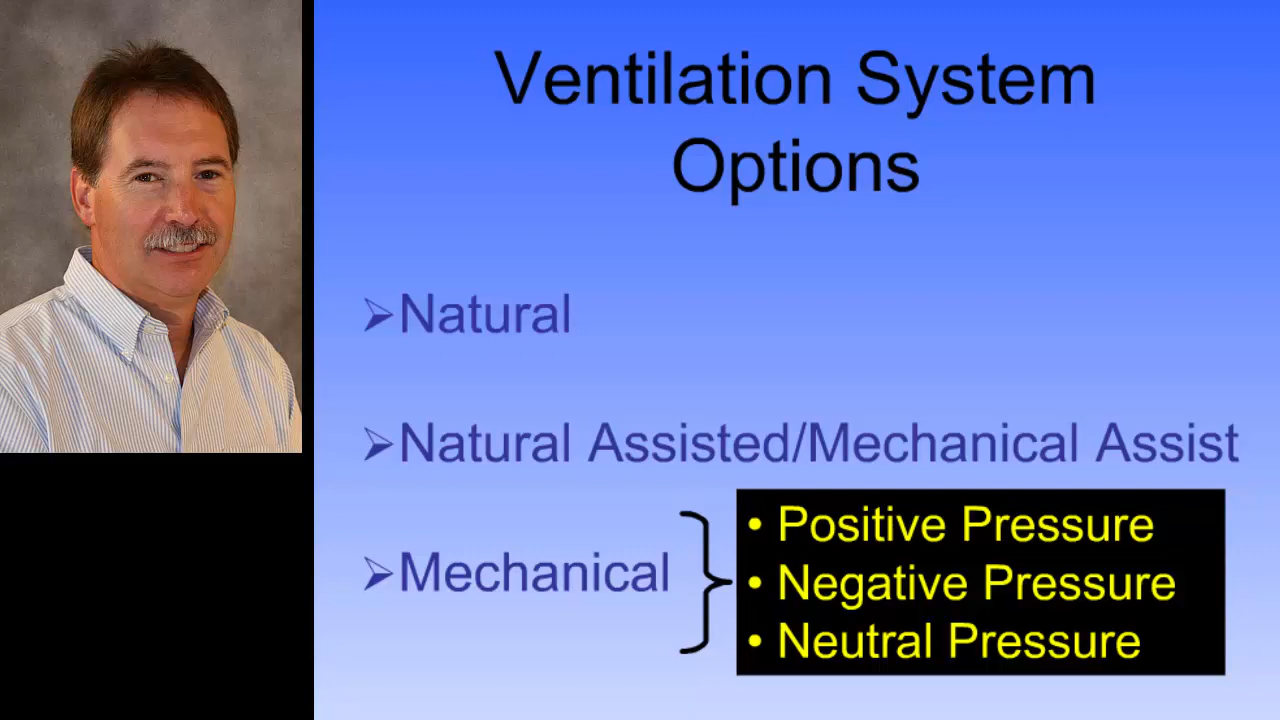 Ventilation System
Options
➢Natural
➢Natural Assisted/Mechanical Assist
➢Mechanical
• Positive Pressure
• Negative Pressure
• Neutral Pressure